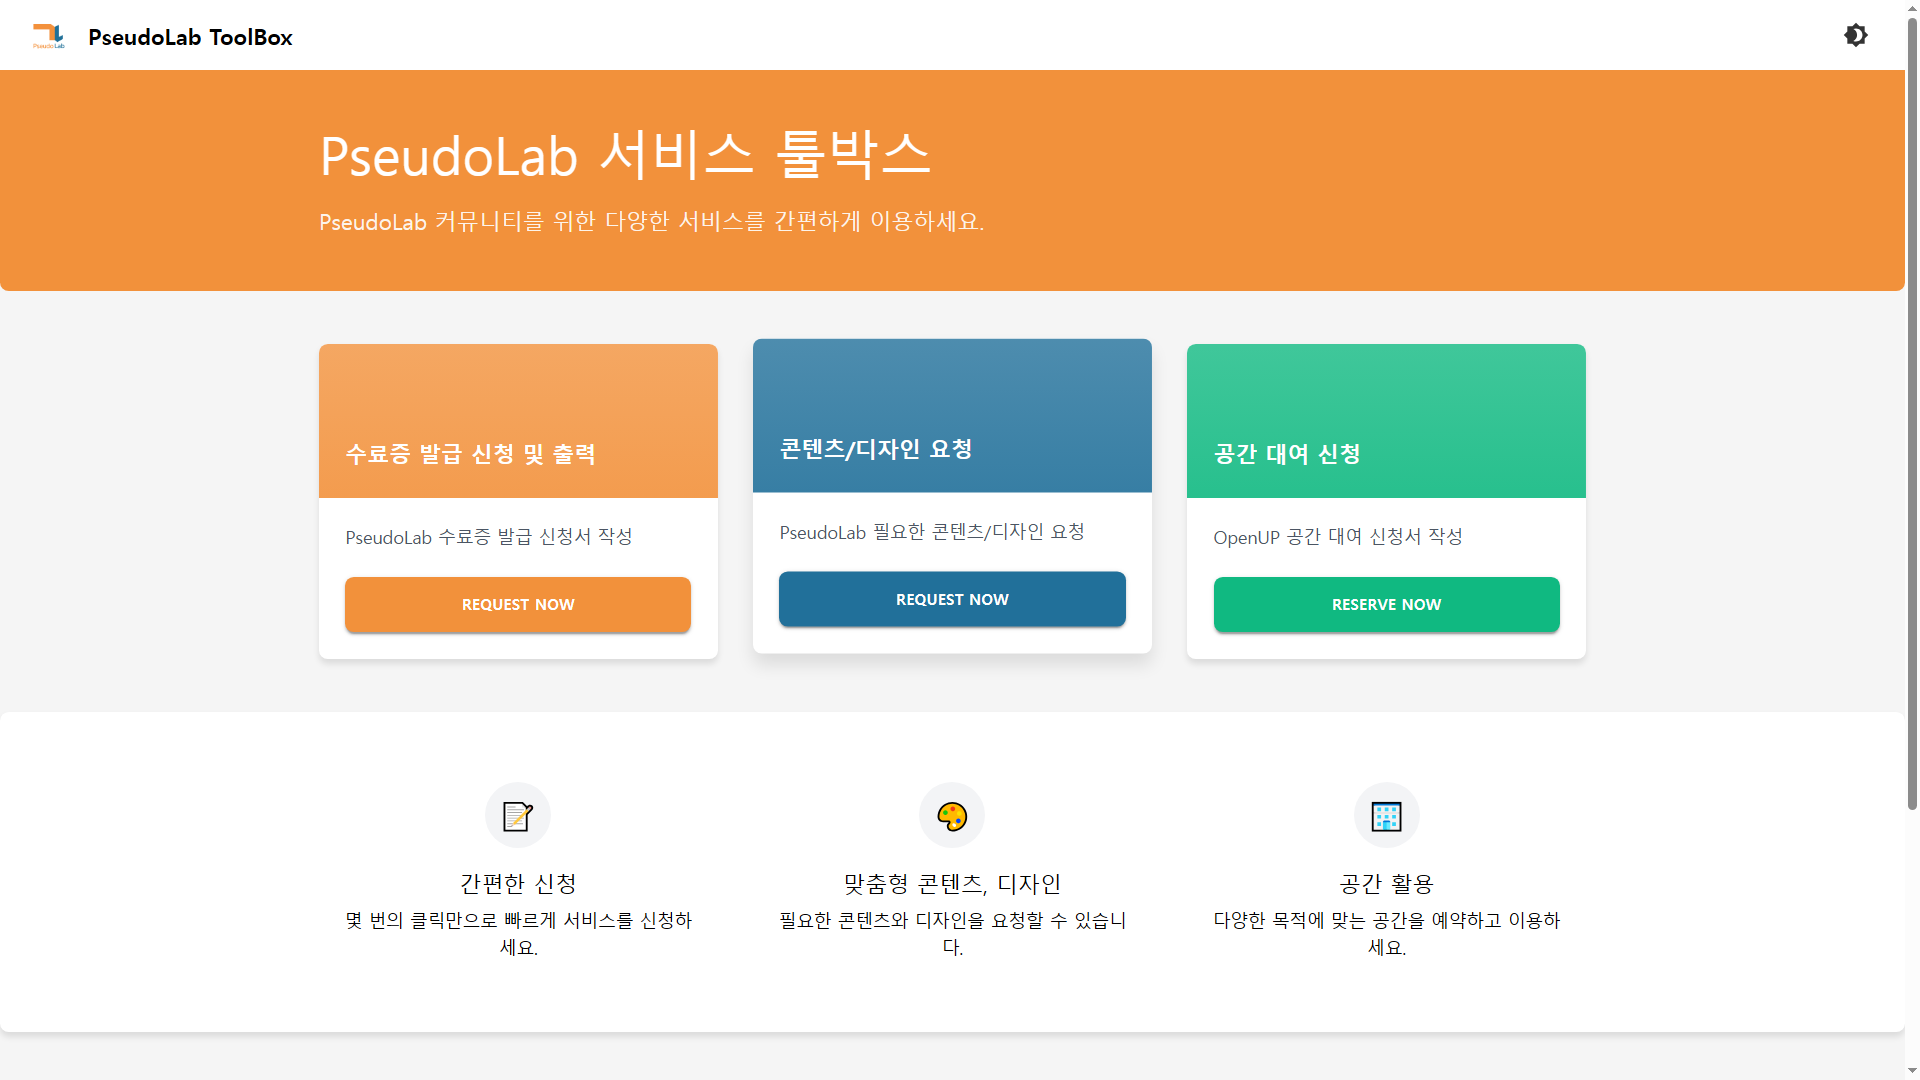 PseudoLab
PseudoLab ToolBox
PseudoLab 서비스 툴박스
PseudoLab 커뮤니티를 위한 다양한 서비스를 간편하게 이용하세요.
수료증 발급 신청 및 출력
PseudoLab 수료증 발급 신청서 작성
REQUEST NOW
콘텐츠/디자인 요청
PseudoLab 필요한 콘텐츠/디자인 요청
REQUEST NOW
공간 대여 신청
OpenUP 공간 대여 신청서 작성
RESERVE NOW
간편한 신청
몇 번의 클릭만으로 빠르게 서비스를 신청하
세요.
맞춤형 콘텐츠, 디자인
필요한 콘텐츠와 디자인을 요청할 수 있습니
다.
공간 활용
다양한 목적에 맞는 공간을 예약하고 이용하
세요.